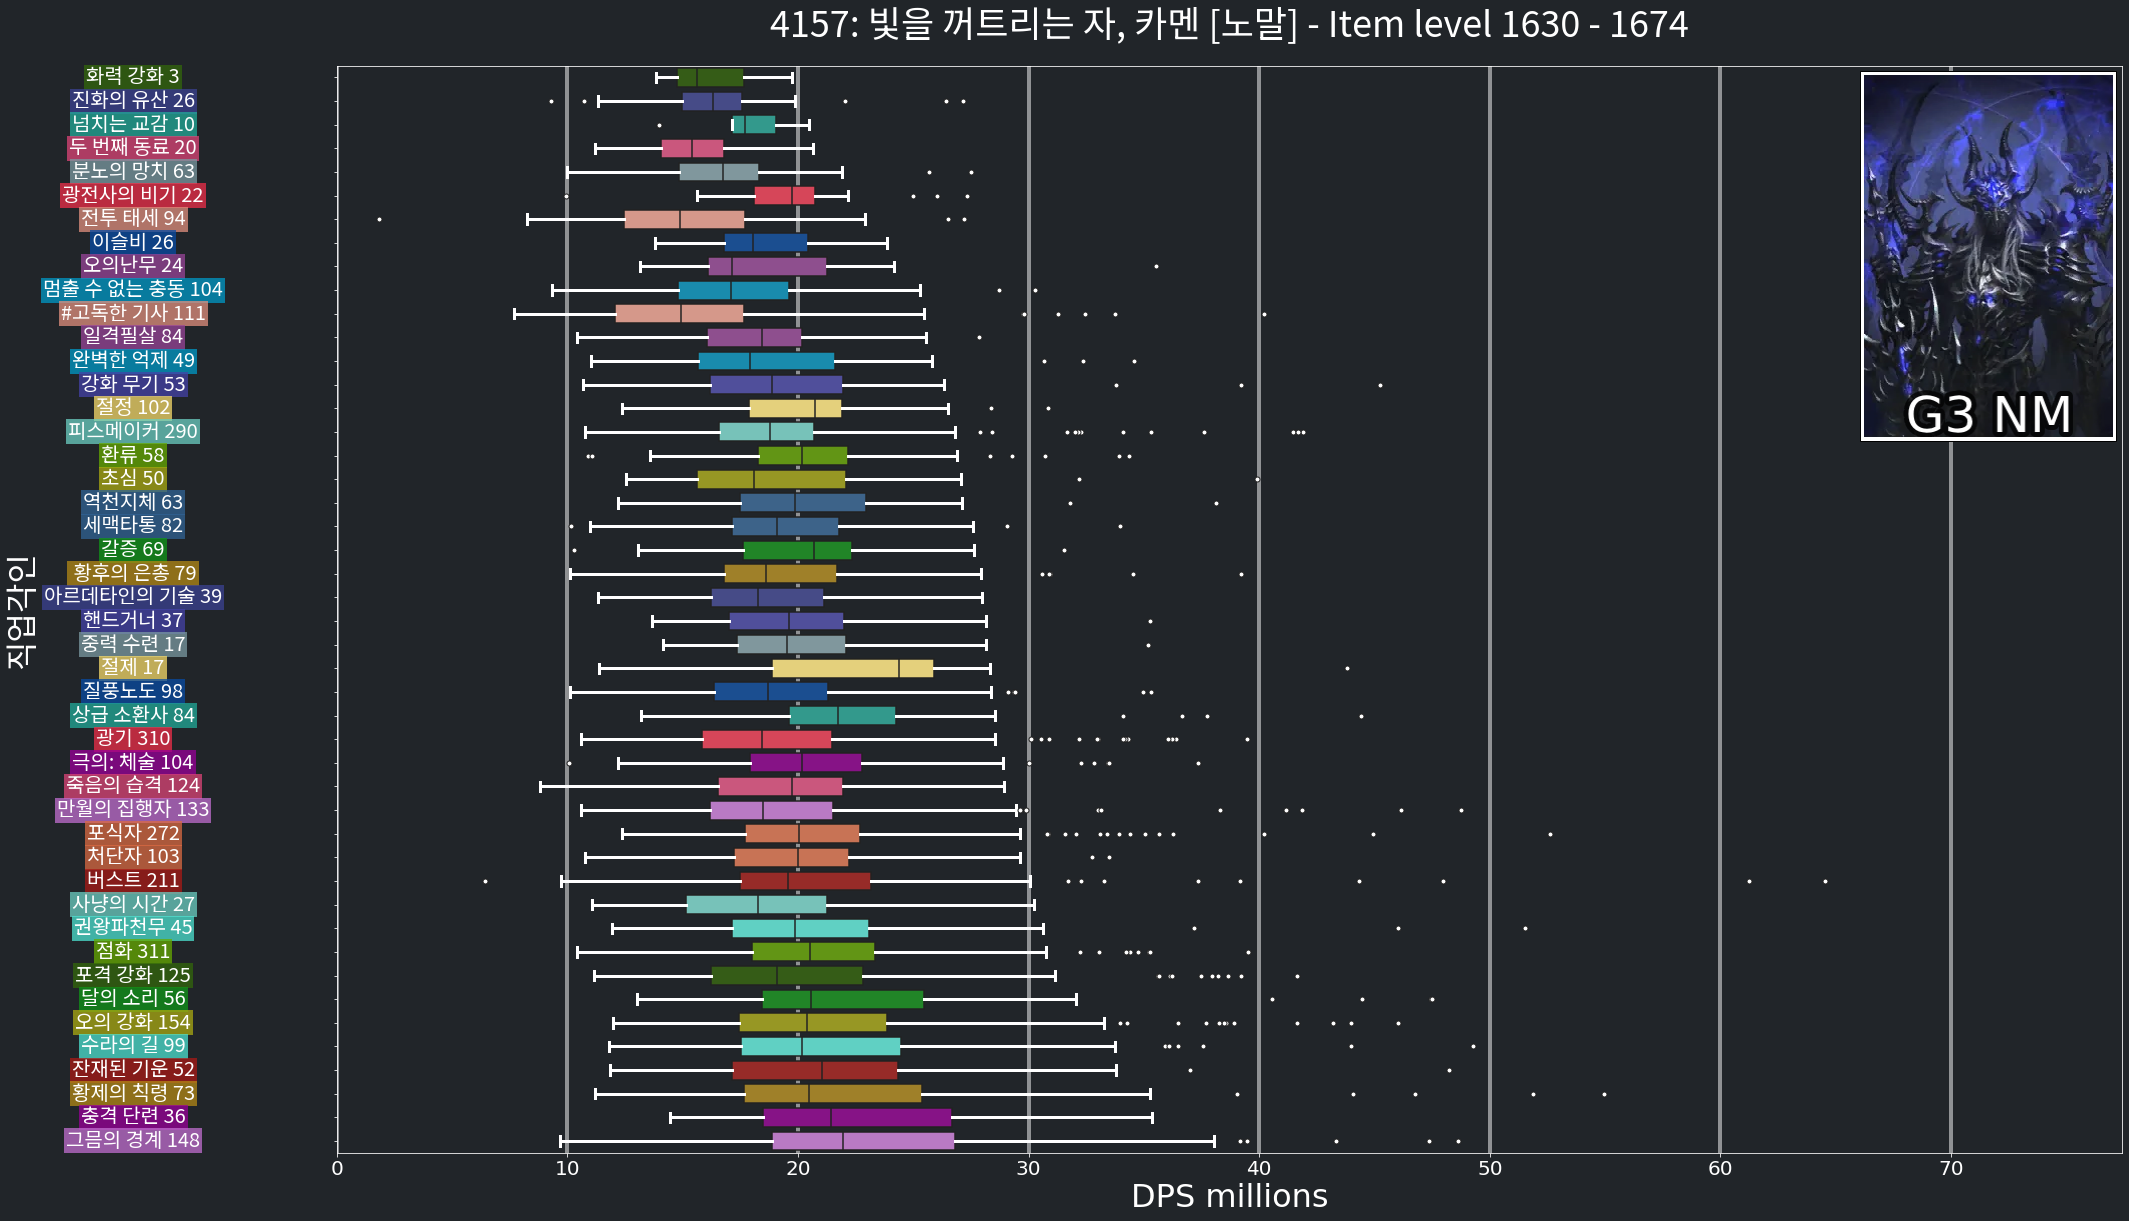 4157: 빛을 꺼트리는 자, 카멘 [노말] - Item level 1630 - 1674
화력 강화 3
진화의 유산 26
넘치는 교감 10
두 번째 동료 20
분노의 망치 63
광전사의 비기 22
전투 태세 94
이슬비 26
오의난무 24
멈출 수 없는 충동 104
#고독한 기사 111
일격필살 84
완벽한 억제 49
강화 무기 53
절정 102
피스메이커 290
환류 58
초심 50
역천지체 63
세맥타통 82
갈증 69
황후의 은총 79
아르데타인의 기술 39
핸드거너 37
중력 수련 17
절제 17
질풍노도 98
상급 소환사 84
광기 310
극의: 체술 104
죽음의 습격 124
만월의 집행자 133
포식자 272
처단자 103
버스트 211
사냥의 시간 27
권왕파천무 45
점화 311
포격 강화 125
달의 소리 56
오의 강화 154
수라의 길 99
잔재된 기운 52
황제의 칙령 73
충격 단련 36
그믐의 경계 148
직업각인
G3 NM
0 10 20 30 40 50 60 70
DPS millions